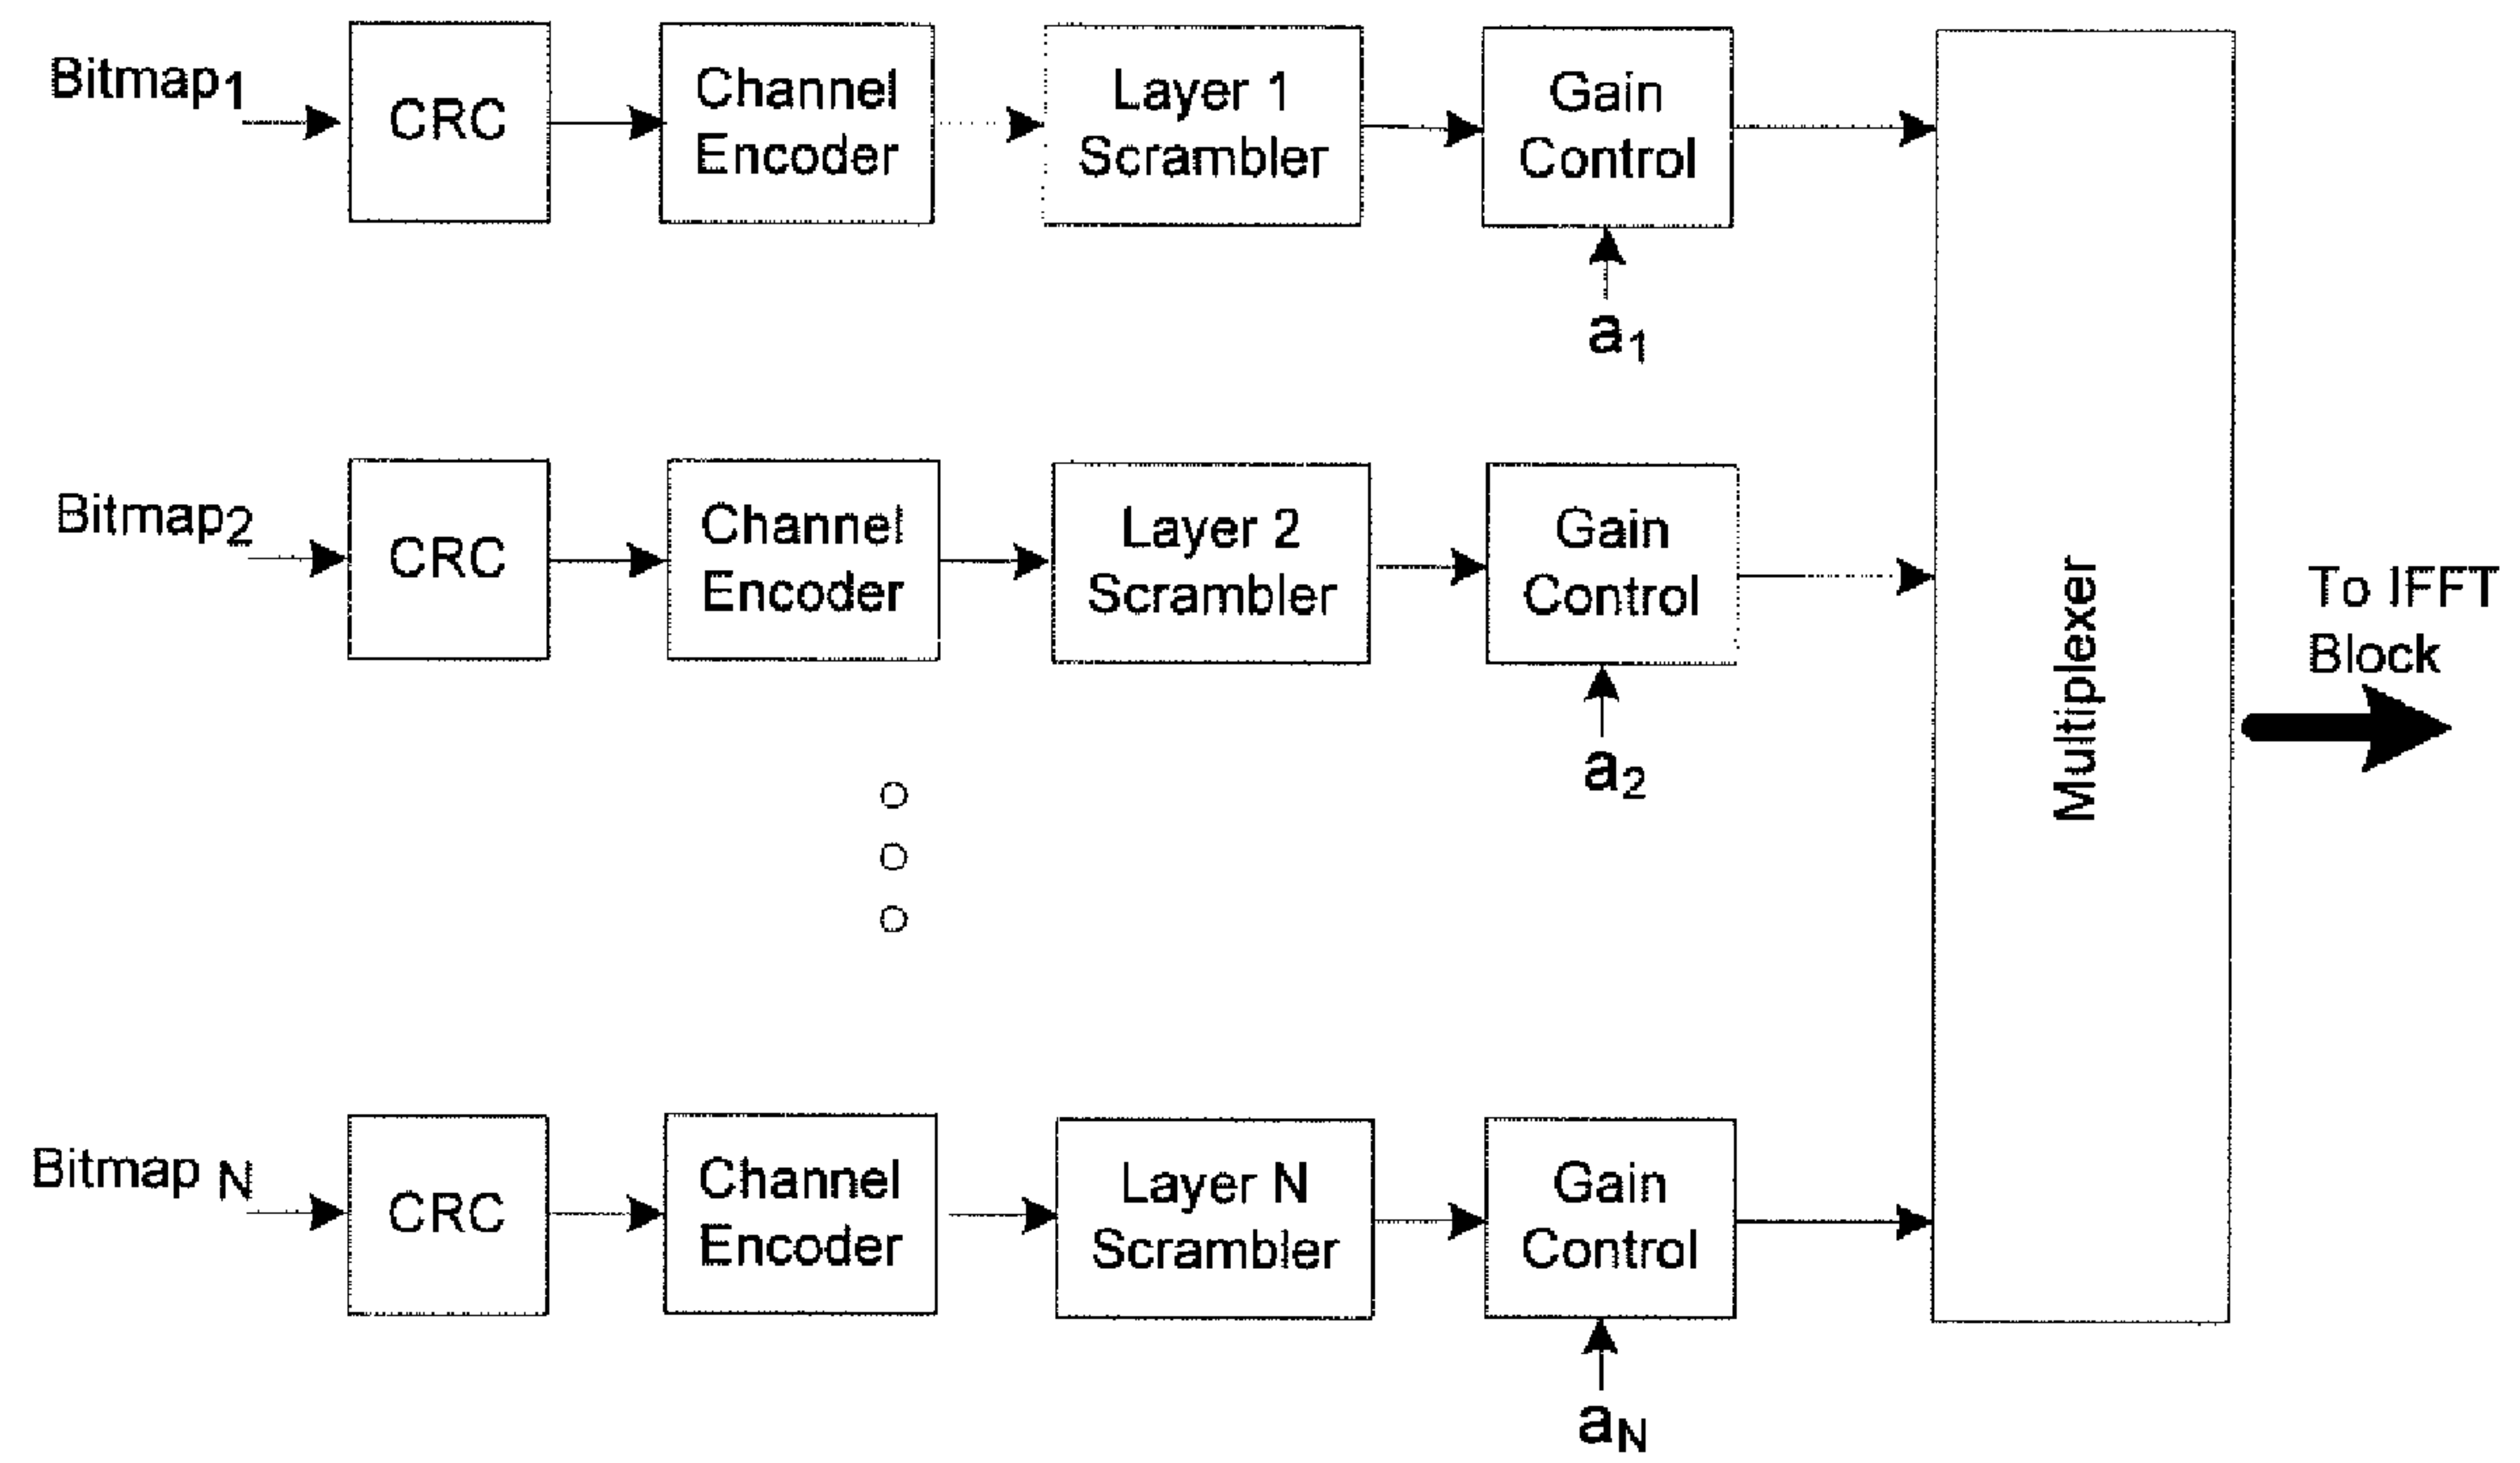 Bitmap1
CRC
Channel
Encoder
Layer 1
Scrambler
Gain
Control
a1
Bitmap2
CRC
Channel
Encoder
Layer 2
Scrambler
Gain
Control
a2
Bitmap N
CRC
Channel
Encoder
Layer N
Scrambler
Gain
Control
aN
Multiplexer
To IFFT
Block